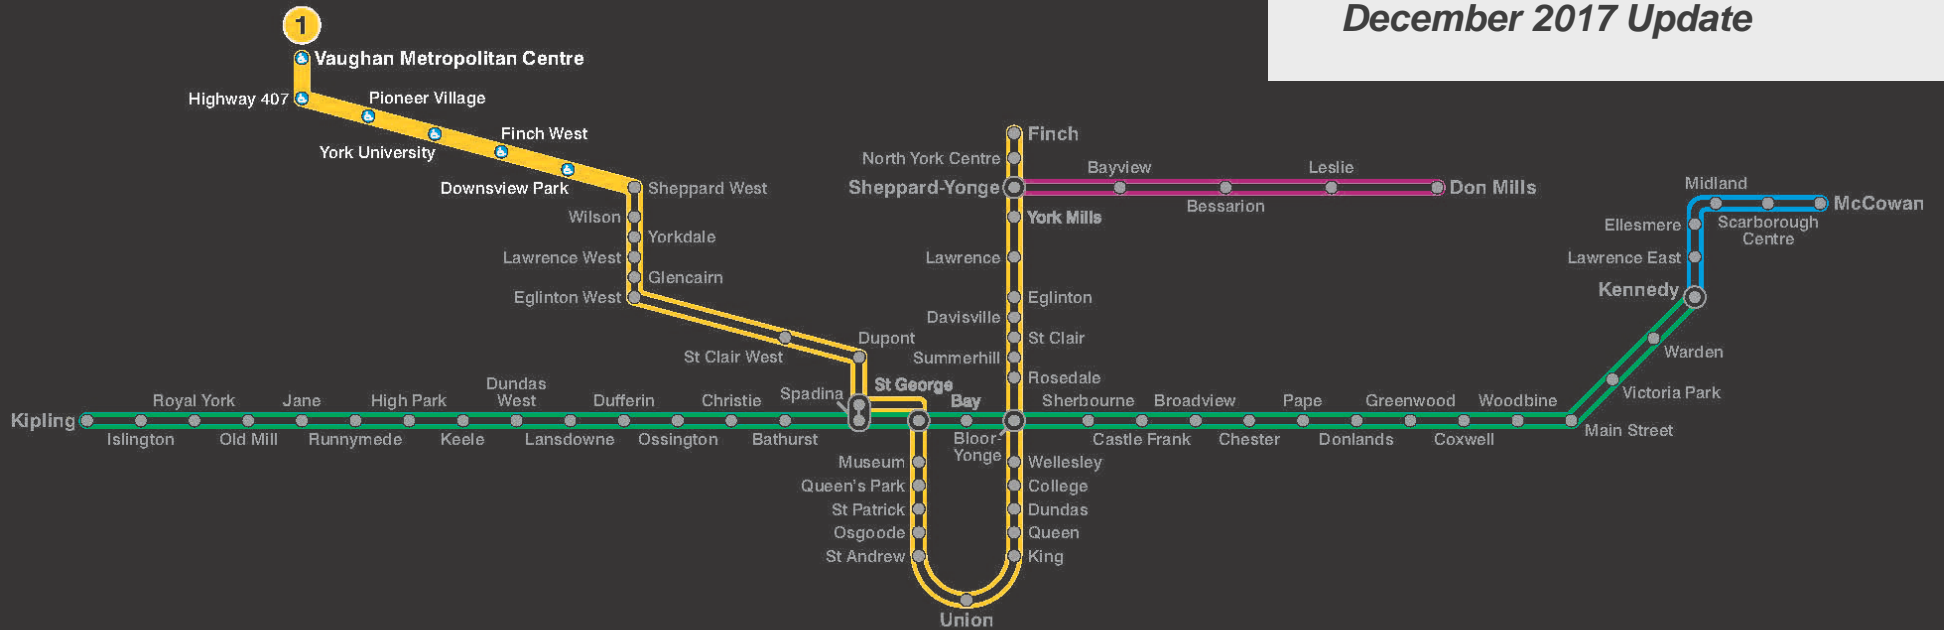 December 2017 Update
1
Vaughan Metropolitan Centre
Highway 407
Pioneer Village
York University
Finch West
Downsview Park
Sheppard West
Wilson
Yorkdale
Lawrence West
Glencairn
Eglinton West
St Clair West
Dupont
Spadina
St George
Museum
Queen's Park
St Patrick
Osgoode
St Andrew
Union
King
Queen
Dundas
College
Wellesley
Bloor-
Yonge
Rosedale
Summerhill
St Clair
Davisville
Eglinton
Lawrence
York Mills
Sheppard-Yonge
North York Centre
Finch
Bayview
Bessarion
Leslie
Don Mills
Kipling
Islington
Royal York
Old Mill
Jane
Runnymede
High Park
Keele
Dundas
West
Lansdowne
Dufferin
Ossington
Christie
Bathurst
Bay
Sherbourne
Castle Frank
Broadview
Chester
Pape
Donlands
Greenwood
Coxwell
Woodbine
Main Street
Victoria Park
Warden
Kennedy
Lawrence East
Ellesmere
Midland
Scarborough
Centre
McCowan